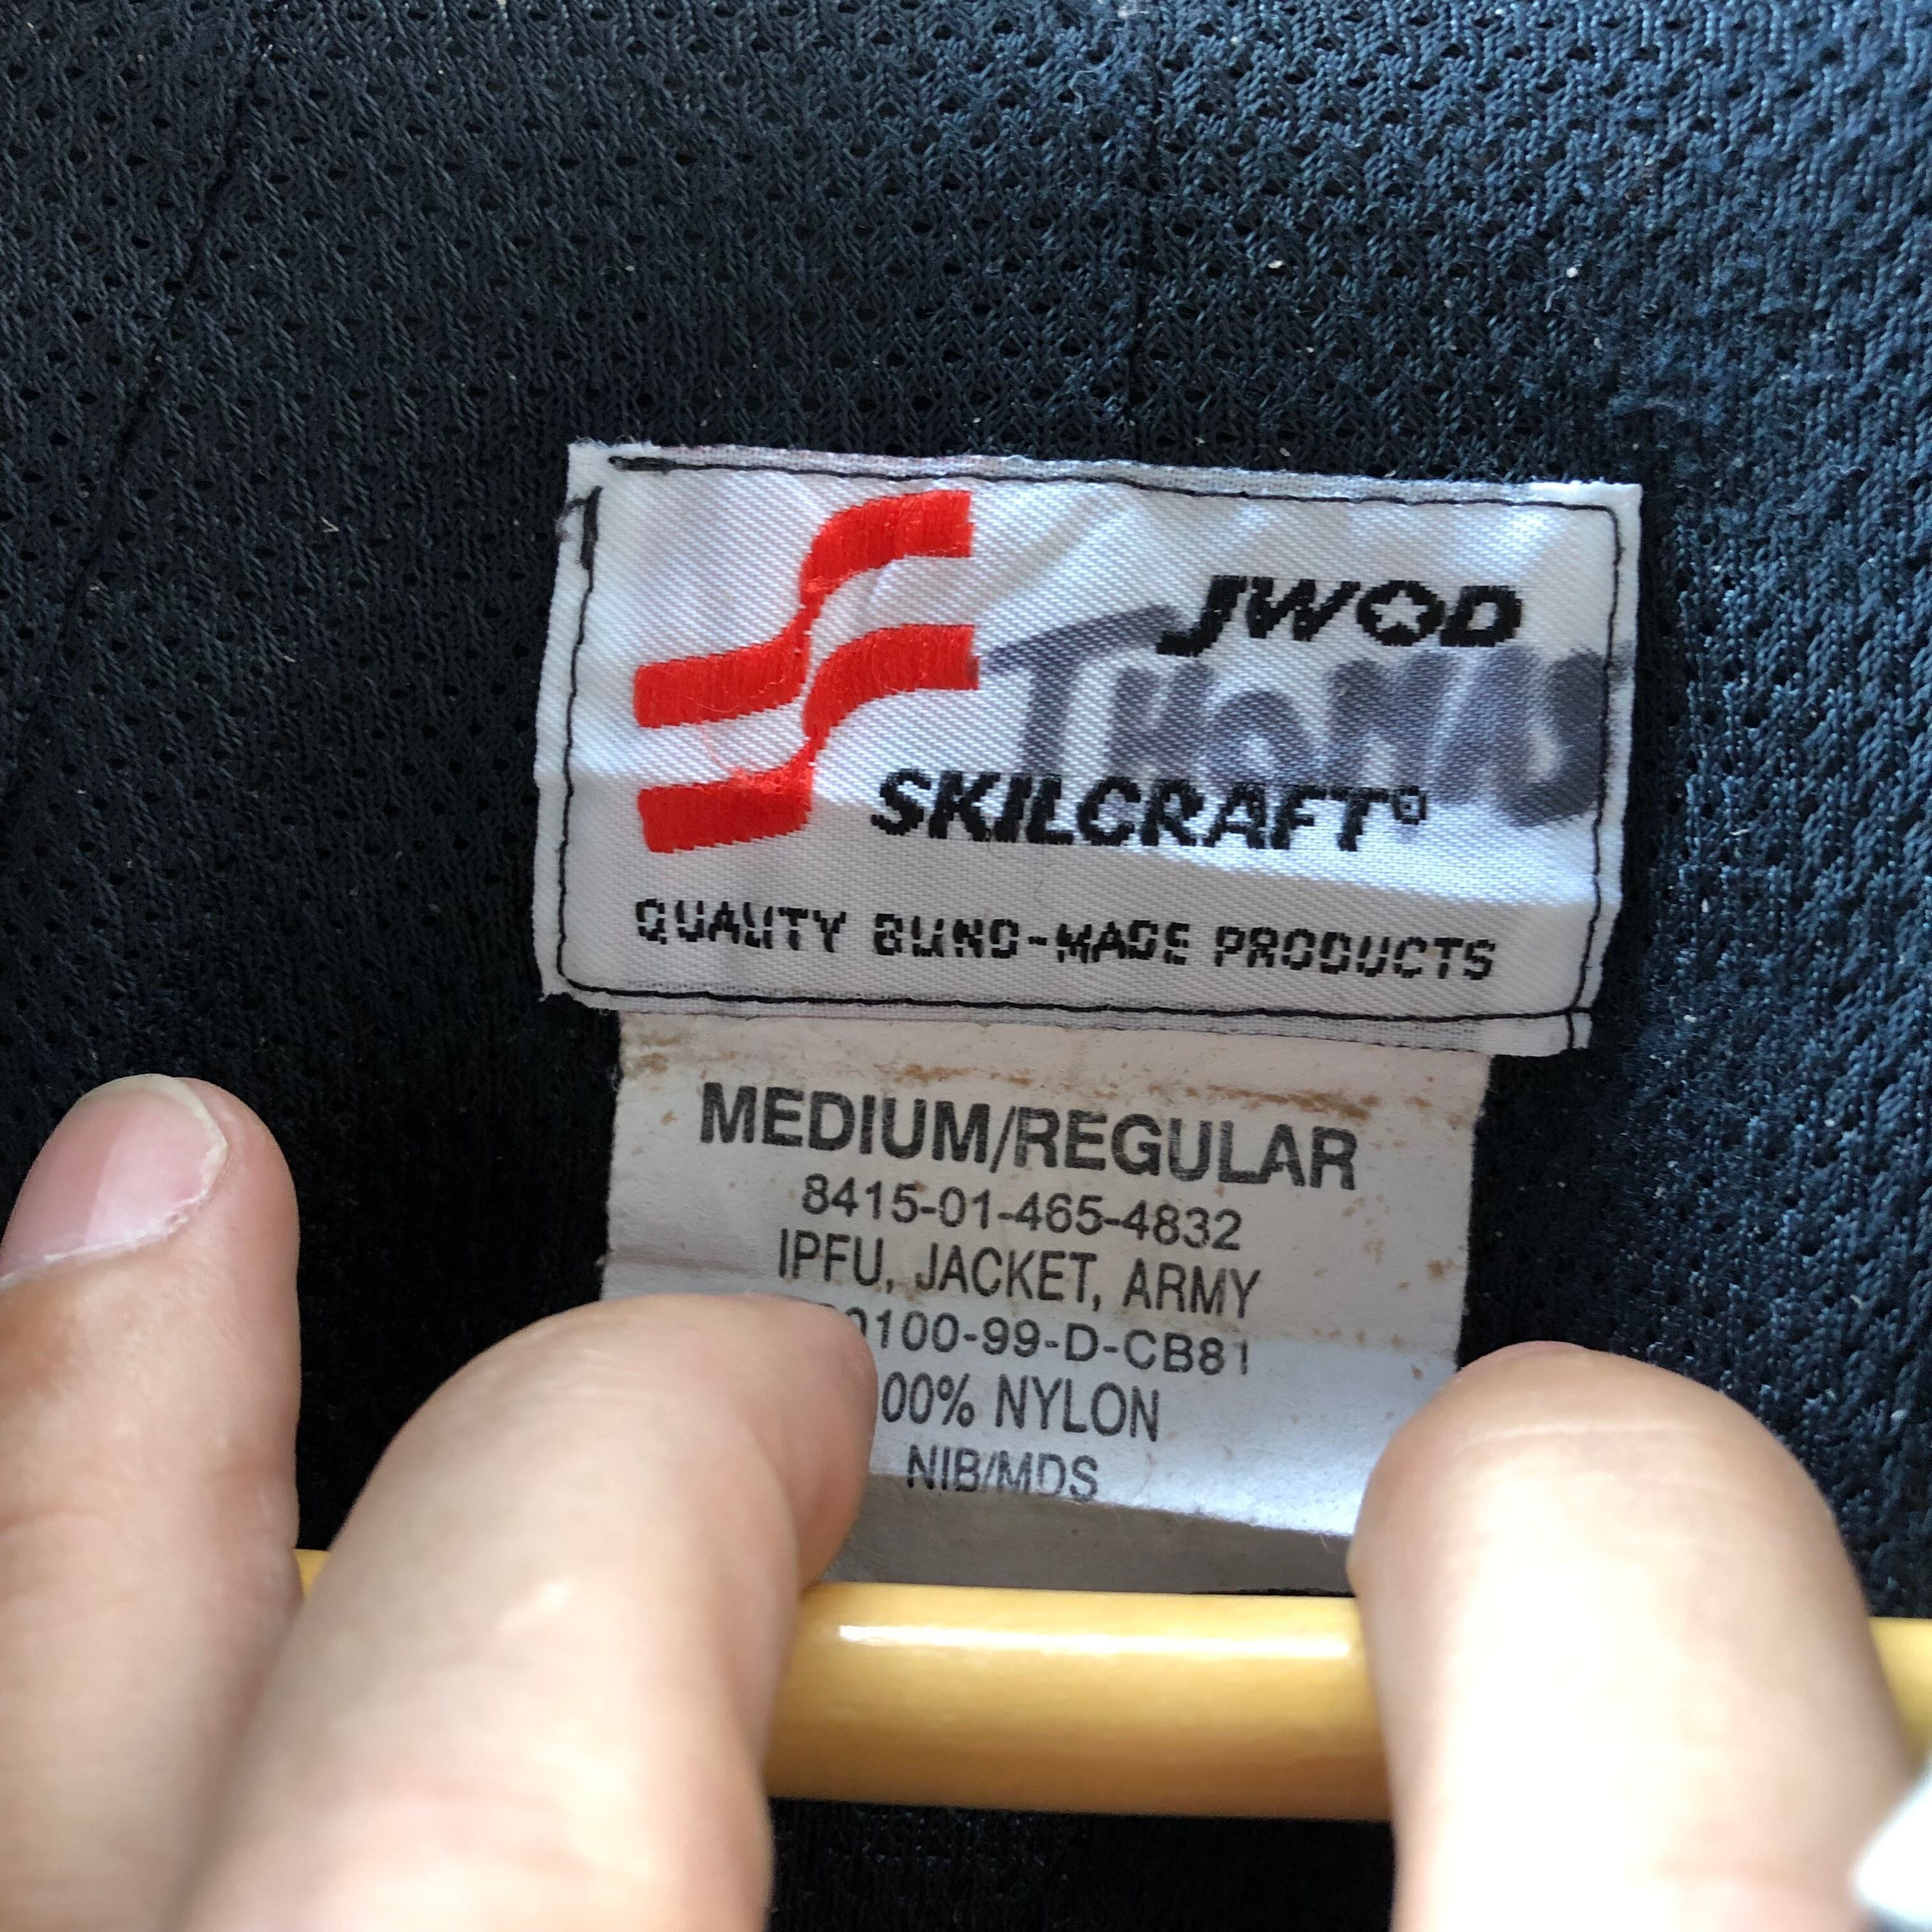 JWOD
THOMAS
SKILCRAFT®
QUALITY BLIND-MADE PRODUCTS
MEDIUM/REGULAR
8415-01-465-4832
IPFU, JACKET, ARMY
0100-99-D-CB81
00% NYLON
NIB/MDS